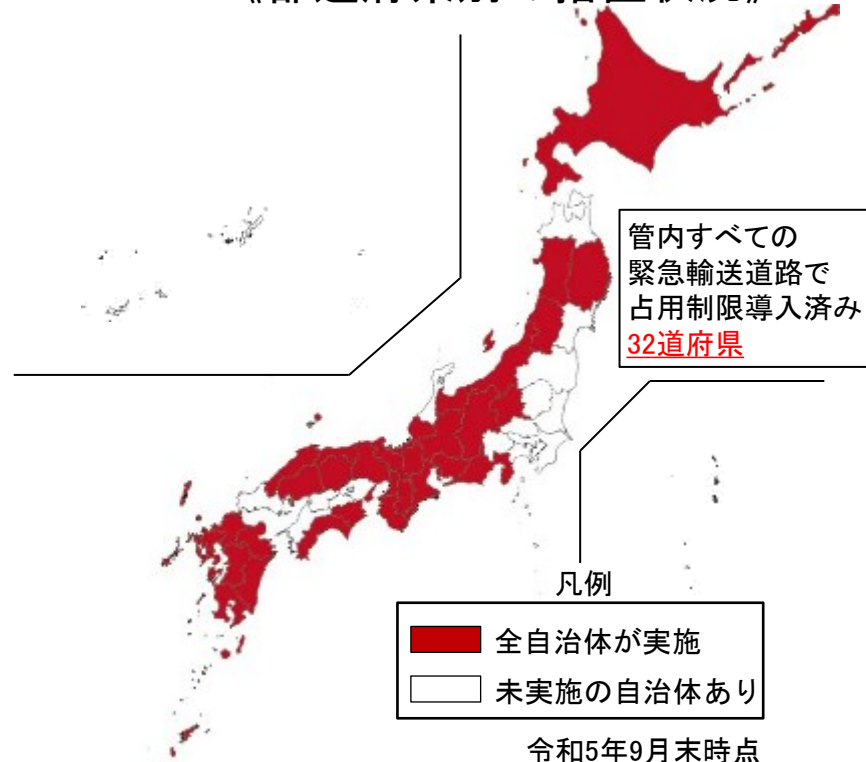 管内すべての
緊急輸送道路で
占用制限導入済み
32道府県
凡例
全自治体が実施
未実施の自治体あり
令和5年9月末時点